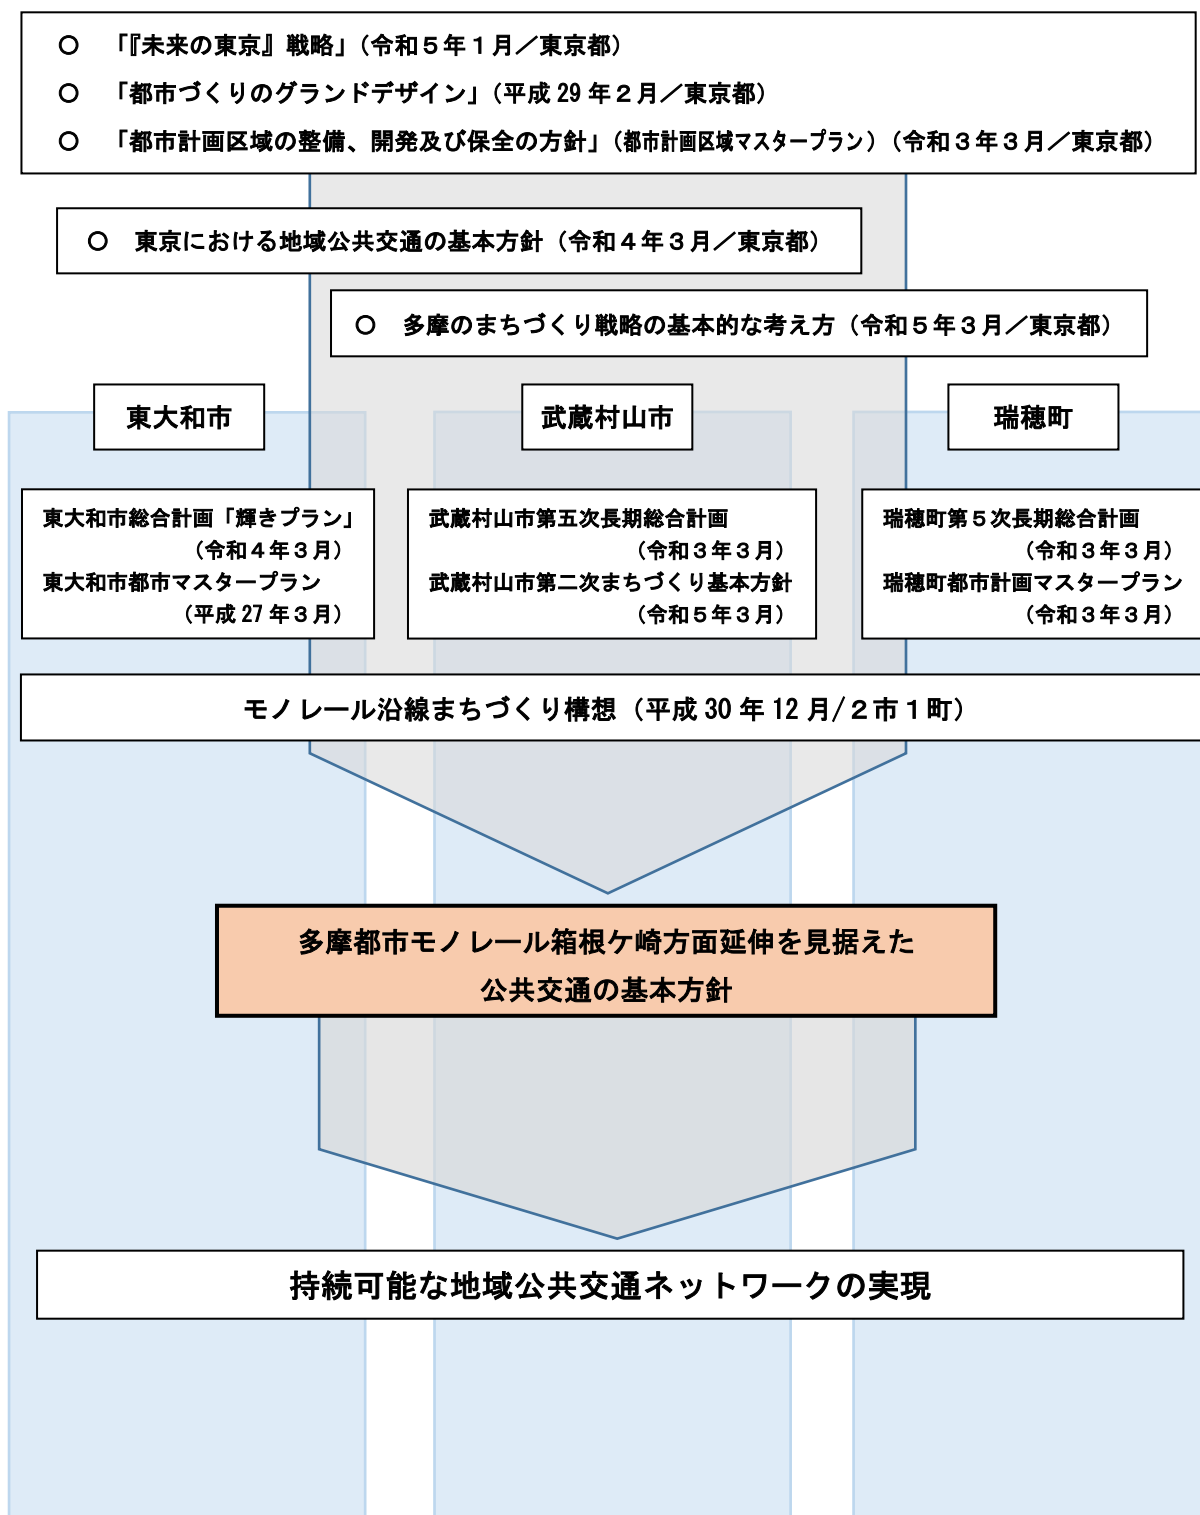 ○ 「『未来の東京』戦略」（令和５年１月／東京都）
○ 「都市づくりのグランドデザイン」（平成 29 年２月／東京都）
○ 「都市計画区域の整備、開発及び保全の方針」（都市計画区域マスタープラン）（令和３年３月／東京都）
○ 東京における地域公共交通の基本方針（令和４年３月／東京都）
○ 多摩のまちづくり戦略の基本的な考え方（令和５年３月／東京都）
東大和市
東大和市総合計画「輝きプラン」
（令和４年３月）
東大和市都市マスタープラン
（平成 27 年３月）
武蔵村山市
武蔵村山市第五次長期総合計画
（令和３年３月）
武蔵村山市第二次まちづくり基本方針
（令和５年３月）
瑞穂町
瑞穂町第５次長期総合計画
（令和３年３月）
瑞穂町都市計画マスタープラン
（令和３年３月）
モノレール沿線まちづくり構想（平成 30 年 12 月/２市１町）
多摩都市モノレール箱根ケ崎方面延伸を見据えた
公共交通の基本方針
持続可能な地域公共交通ネットワークの実現